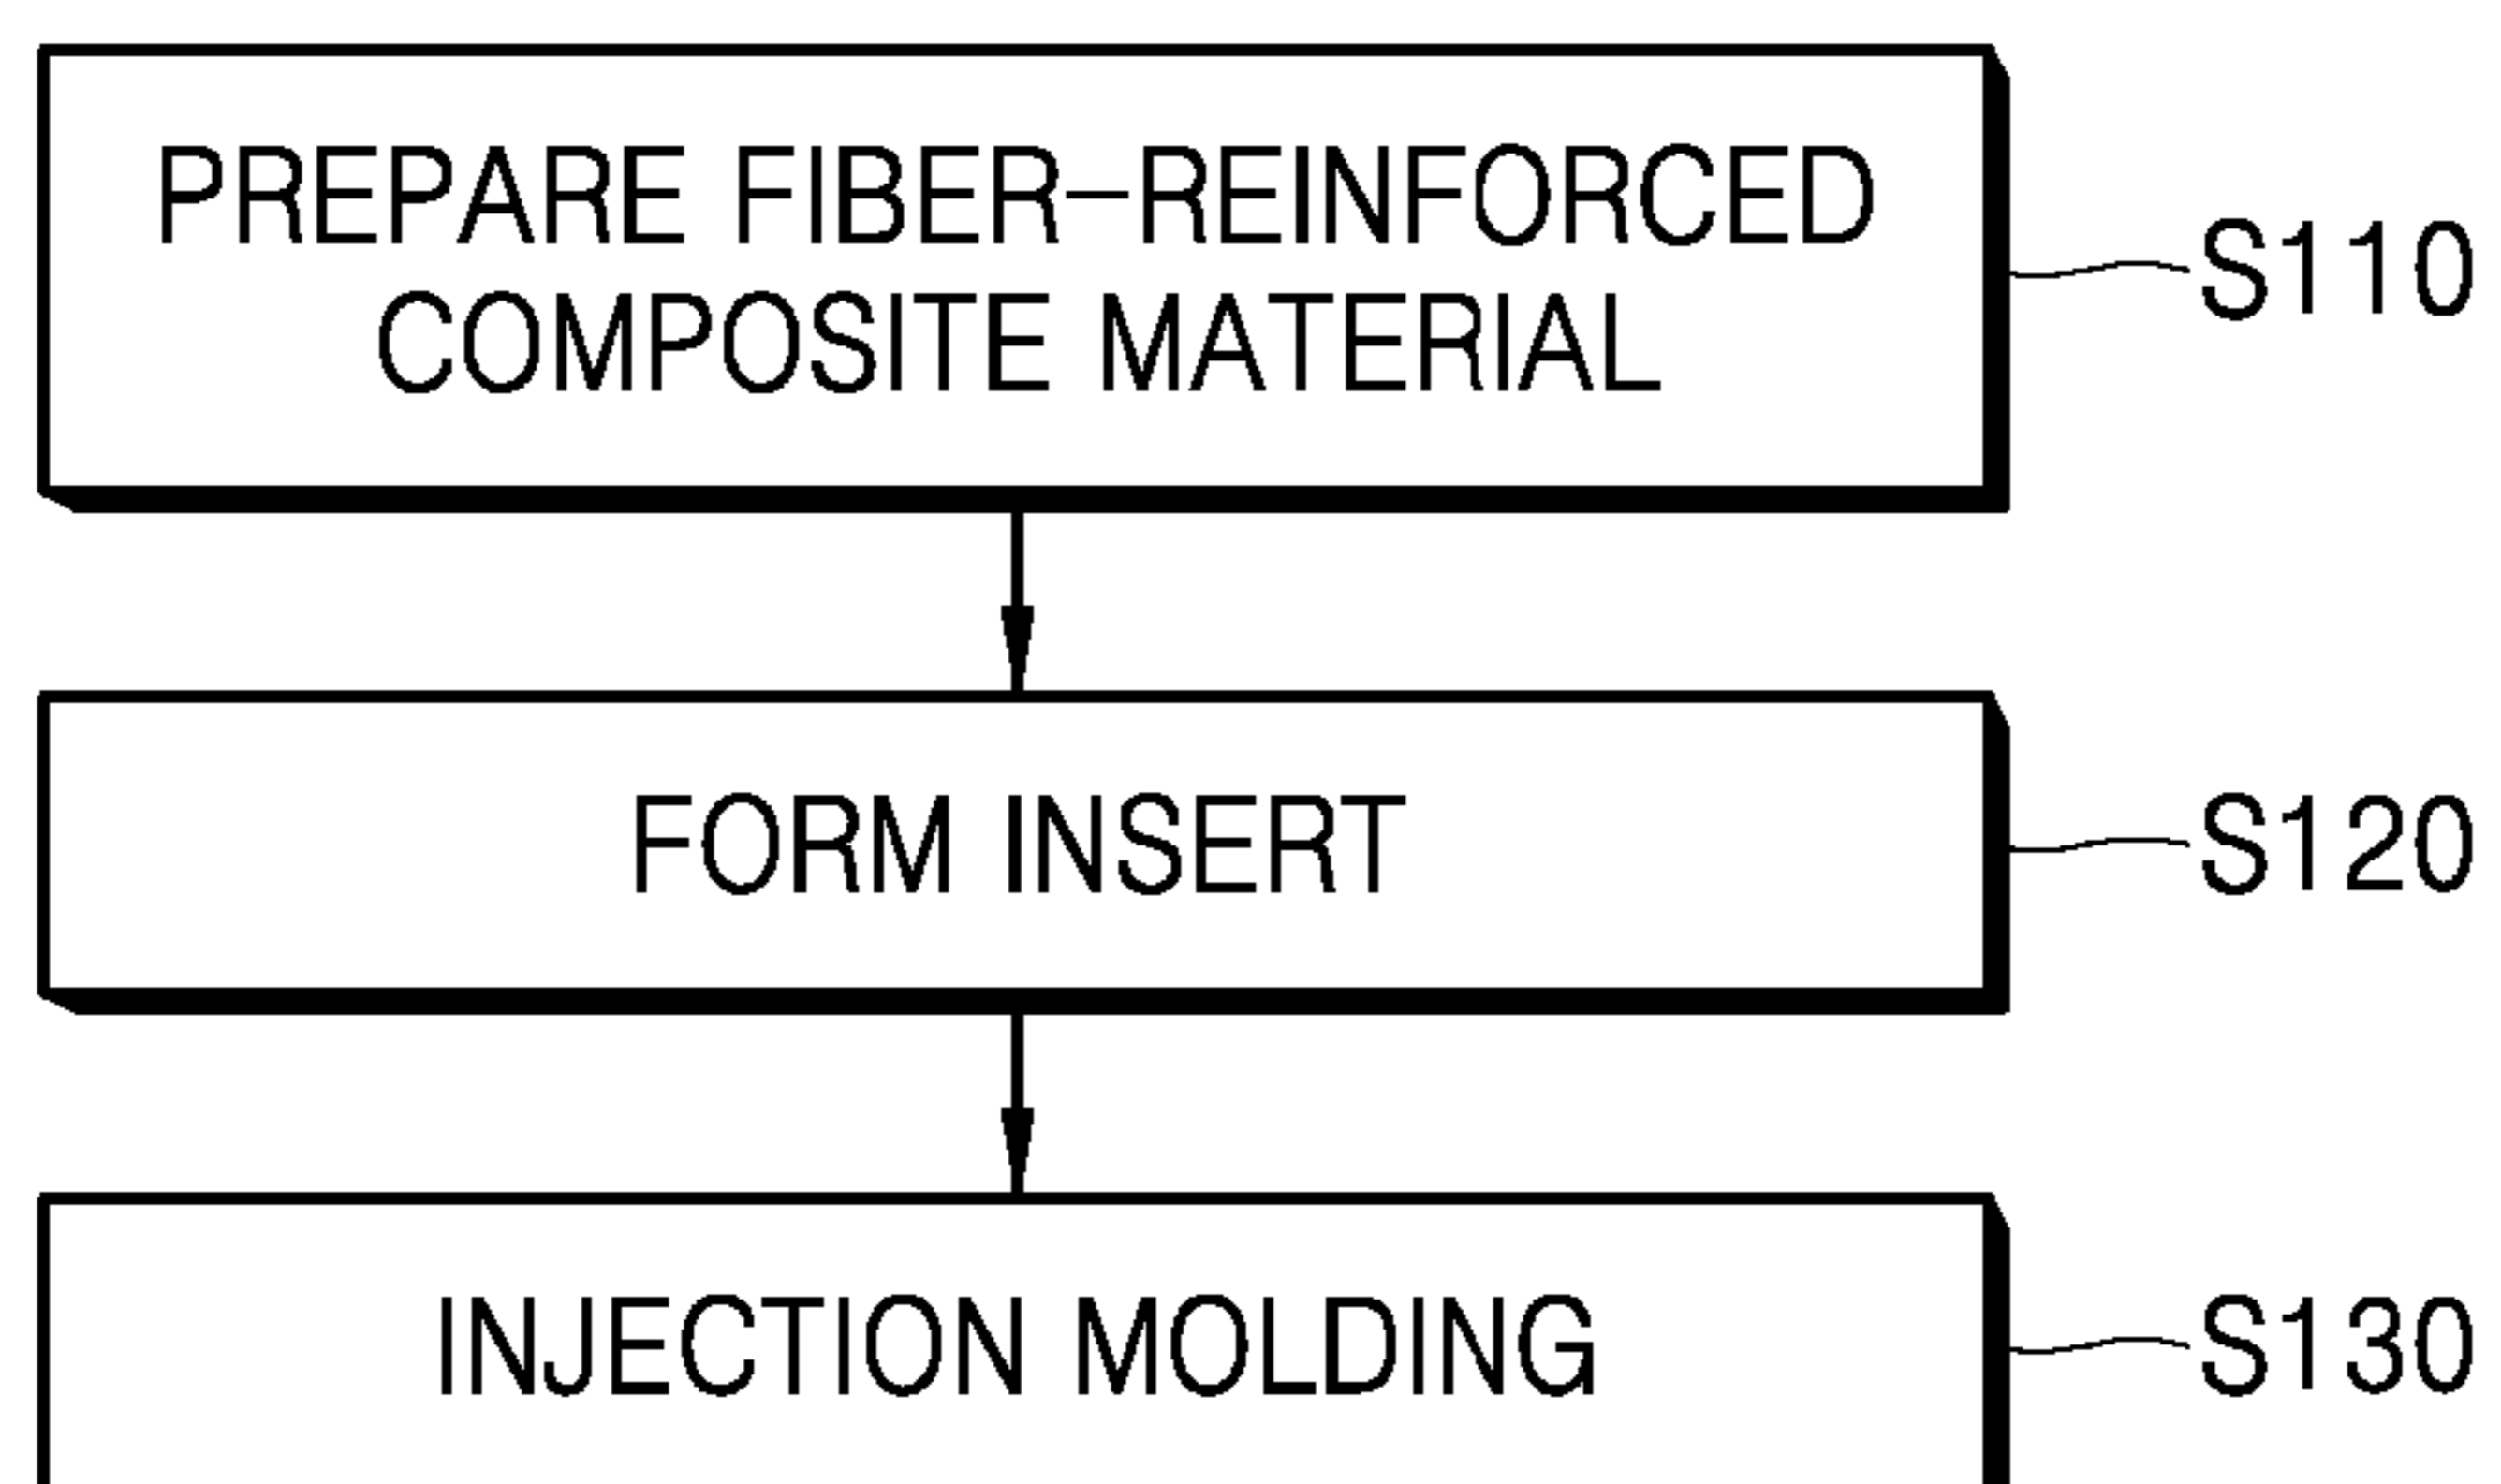 PREPARE FIBER-REINFORCED
COMPOSITE MATERIAL
S110
FORM INSERT
S120
INJECTION MOLDING
S130